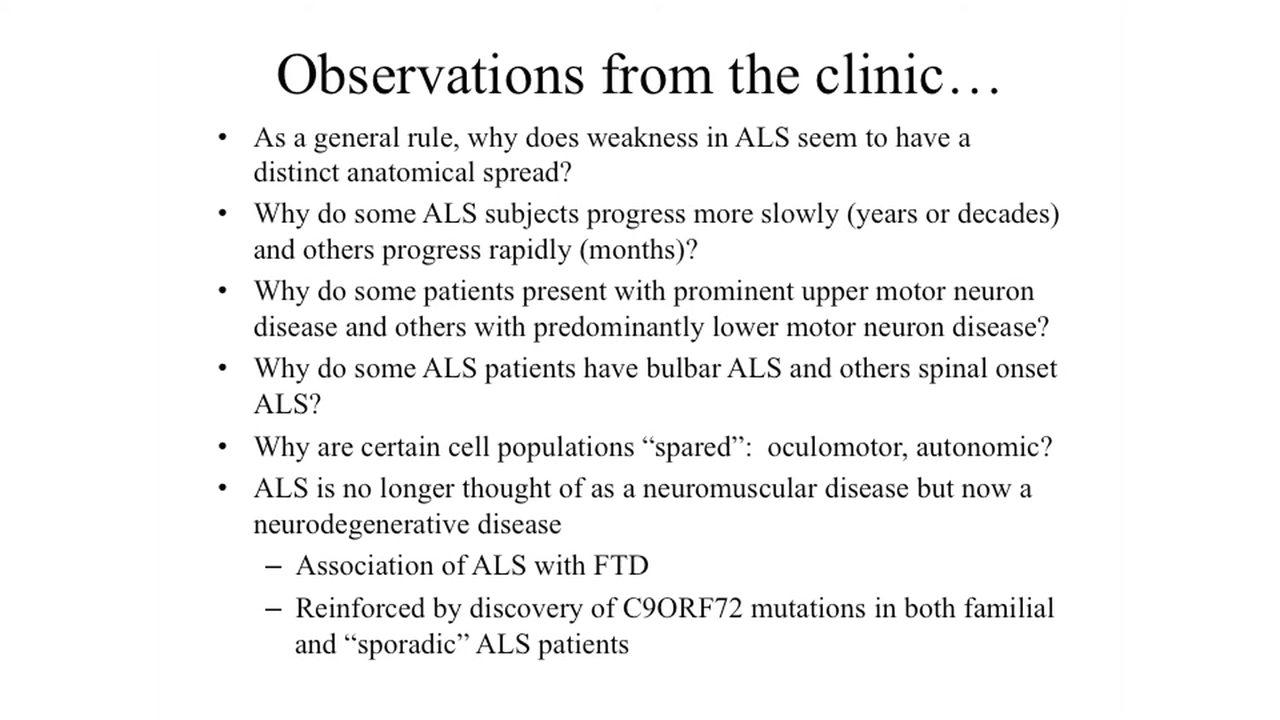 Observations from the clinic…
• As a general rule, why does weakness in ALS seem to have a
distinct anatomical spread?
• Why do some ALS subjects progress more slowly (years or decades)
and others progress rapidly (months)?
• Why do some patients present with prominent upper motor neuron
disease and others with predominantly lower motor neuron disease?
• Why do some ALS patients have bulbar ALS and others spinal onset
ALS?
• Why are certain cell populations “spared”:  oculomotor, autonomic?
• ALS is no longer thought of as a neuromuscular disease but now a
neurodegenerative disease
– Association of ALS with FTD
– Reinforced by discovery of C9ORF72 mutations in both familial
and “sporadic” ALS patients